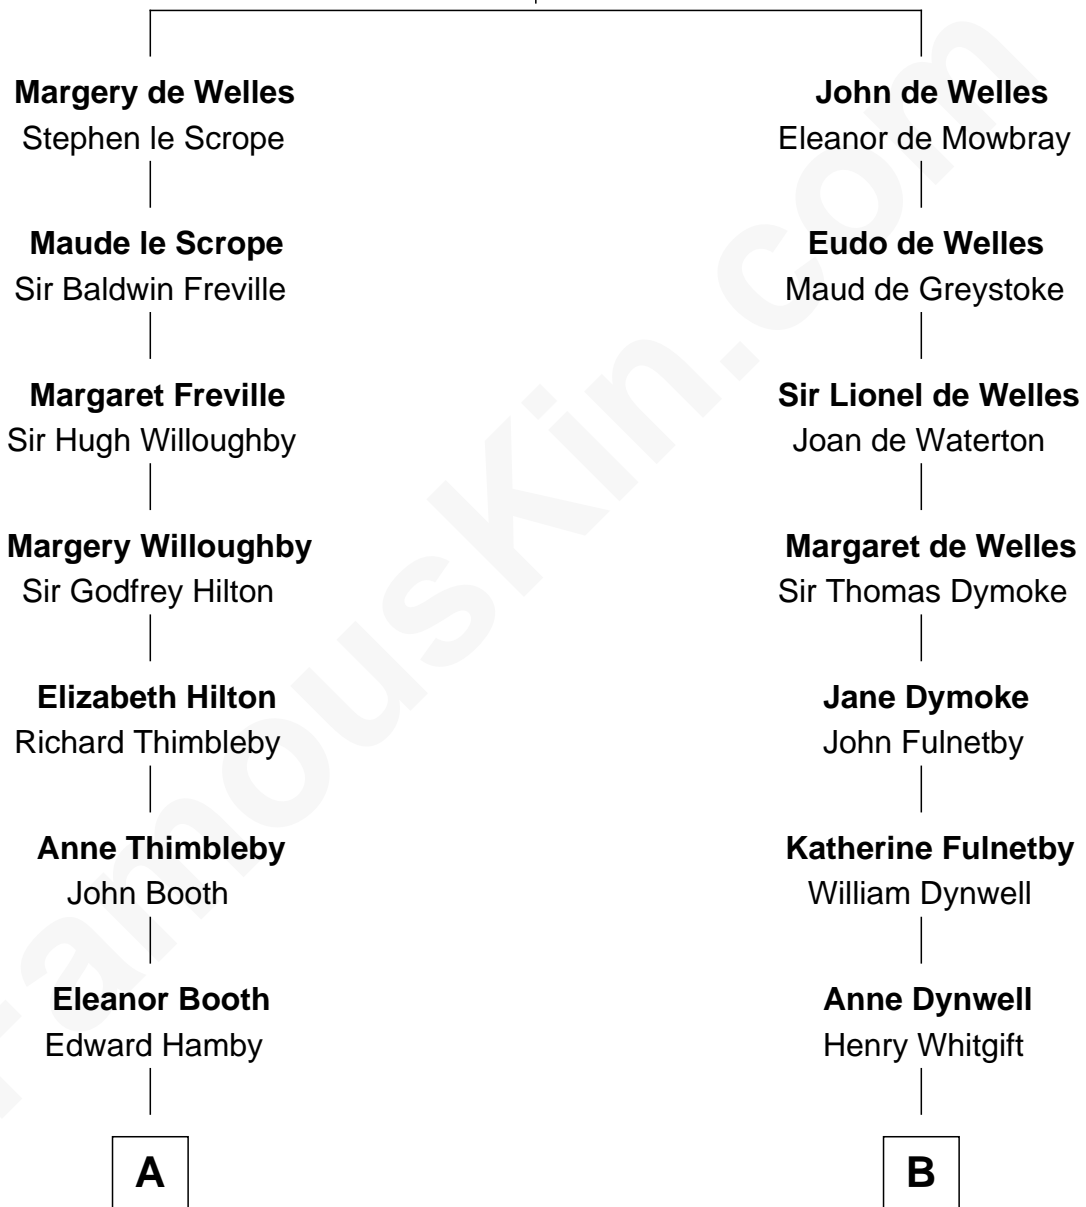 Margery de Welles
Stephen le Scrope
Maude le Scrope
Sir Baldwin Freville
Margaret Freville
Sir Hugh Willoughby
Margery Willoughby
Sir Godfrey Hilton
Elizabeth Hilton
Richard Thimbleby
Anne Thimbleby
John Booth
Eleanor Booth
Edward Hamby
A
John de Welles
Eleanor de Mowbray
Eudo de Welles
Maud de Greystoke
Sir Lionel de Welles
Joan de Waterton
Margaret de Welles
Sir Thomas Dymoke
Jane Dymoke
John Fulnetby
Katherine Fulnetby
William Dynwell
Anne Dynwell
Henry Whitgift
B
FamousKin.com